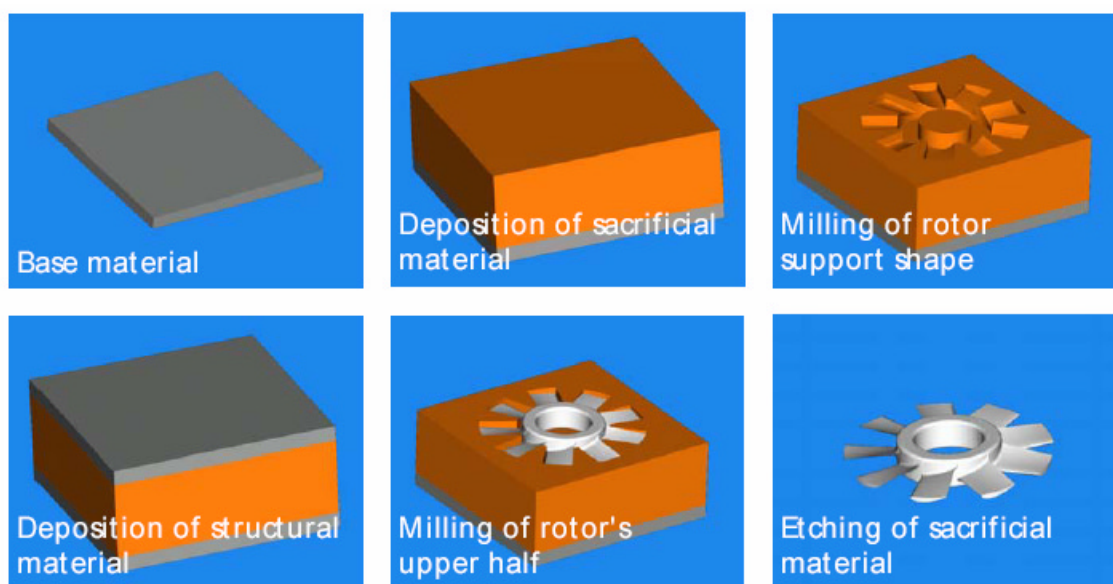 Base material
Deposition of sacrificial
material
Milling of rotor
support shape
Deposition of structural
material
Milling of rotor's
upper half
Etching of sacrificial
material